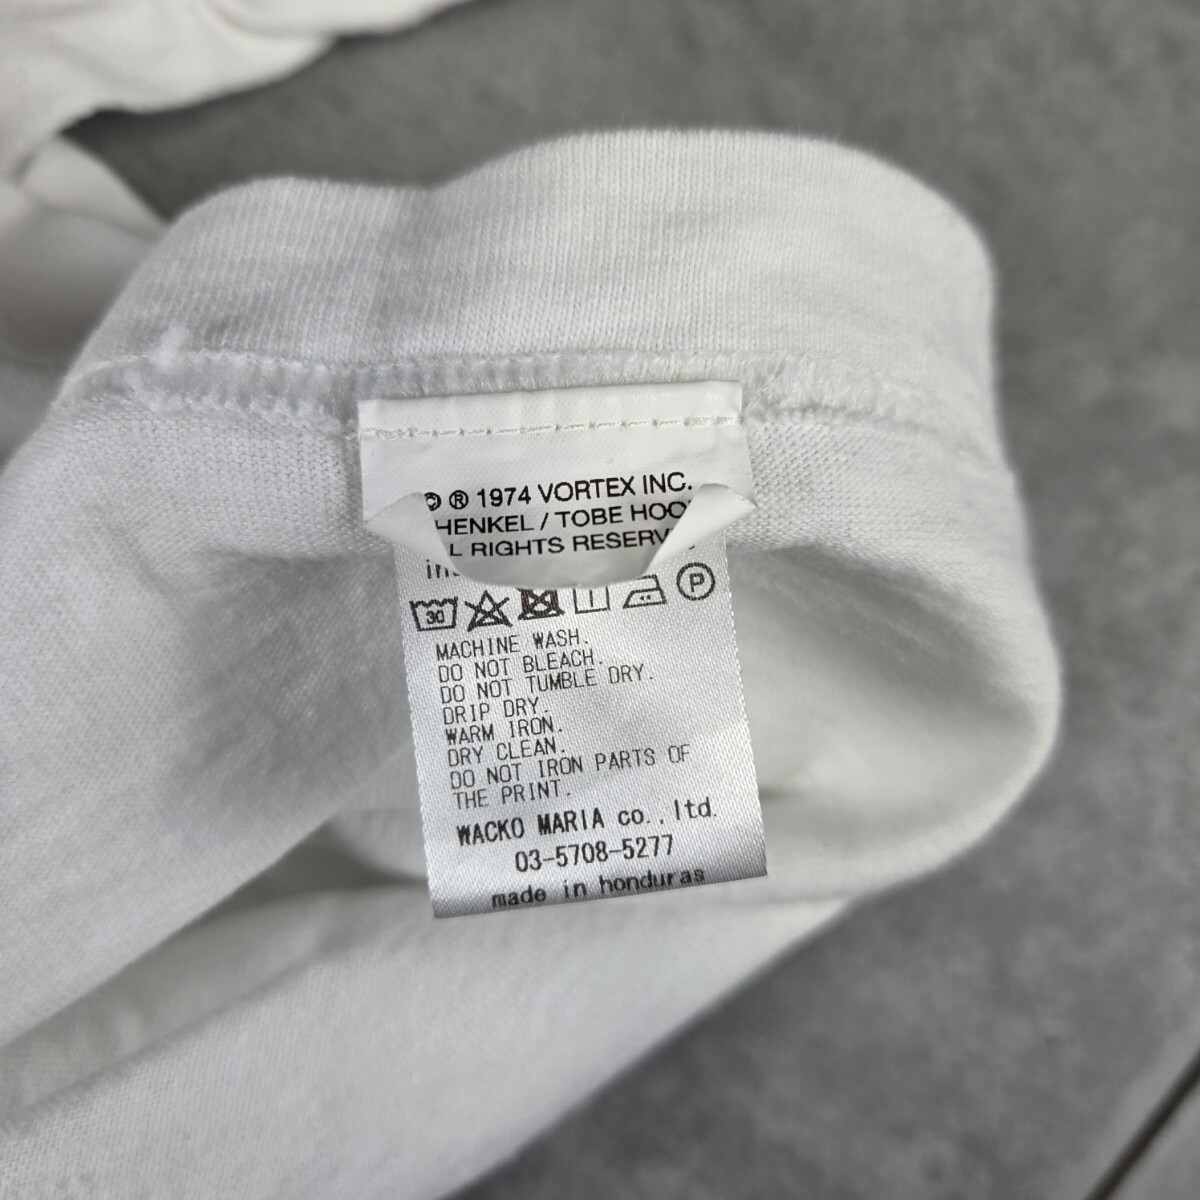 © ® 1974 VORTEX INC.
HENKEL / TOBE
RIGHTS
30
P
MACHINE WASH.
DO NOT BLEACH.
DO NOT TUMBLE DRY.
DRIP DRY.
WARM IRON.
DRY CLEAN.
DO NOT IRON PARTS OF
THE PRINT.
WACKO MARIA co., ltd.
03-5708-5277
made in honduras